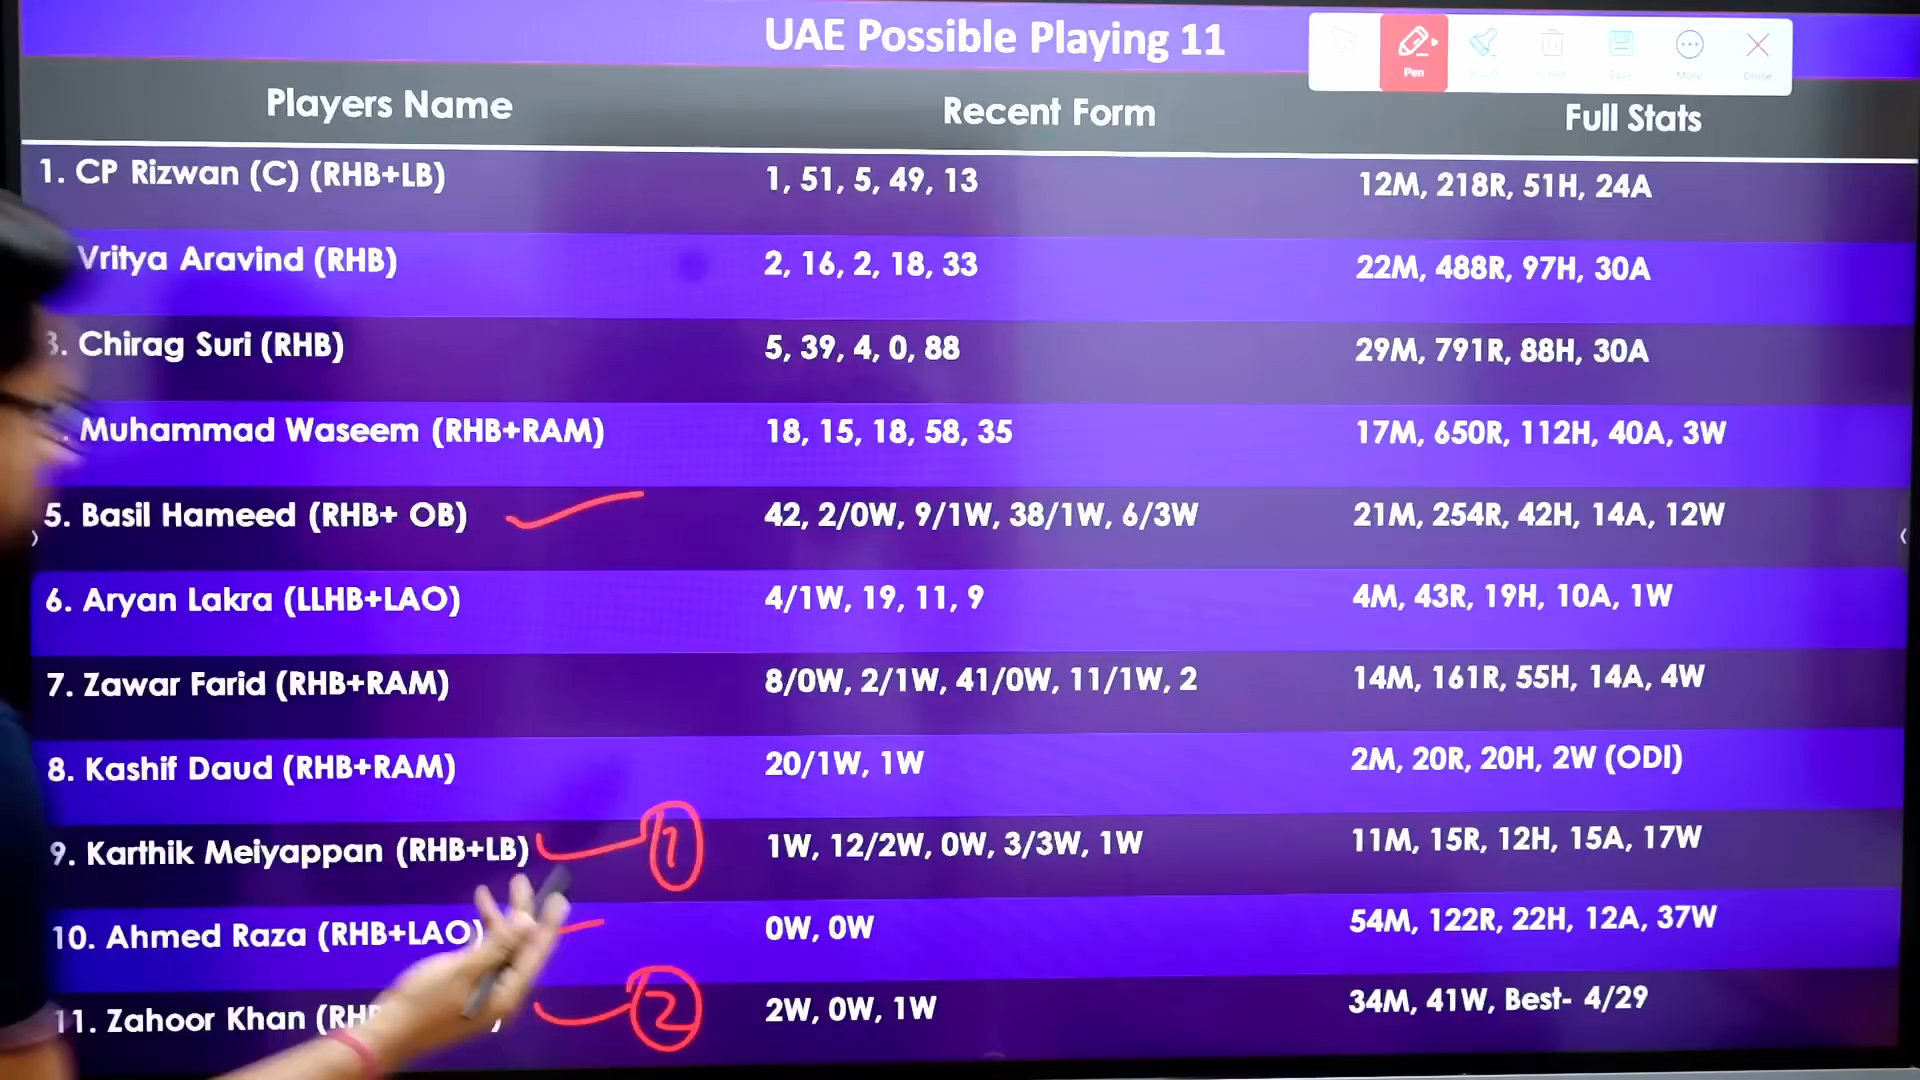 UAE Possible Playing 11
Pen
More
Close
Players Name Recent Form Full Stats
1. CP Rizwan (C) (RHB+LB) 1, 51, 5, 49, 13 12M, 218R, 51H, 24A
Vritya Aravind (RHB) 2, 16, 2, 18, 33 22M, 488R, 97H, 30A
3. Chirag Suri (RHB) 5, 39, 4, 0, 88 29M, 791R, 88H, 30A
Muhammad Waseem (RHB+RAM) 18, 15, 18, 58, 35 17M, 650R, 112H, 40A, 3W
5. Basil Hameed (RHB+ OB) 42, 2/0W, 9/1W, 38/1W, 6/3W 21M, 254R, 42H, 14A, 12W
6. Aryan Lakra (LLHB+LAO) 4/1W, 19, 11, 9 4M, 43R, 19H, 10A, 1W
7. Zawar Farid (RHB+RAM) 8/0W, 2/1W, 41/0W, 11/1W, 2 14M, 161R, 55H, 14A, 4W
8. Kashif Daud (RHB+RAM) 20/1W, 1W 2M, 20R, 20H, 2W (ODI)
9. Karthik Meiyappan (RHB+LB) 1 1W, 12/2W, 0W, 3/3W, 1W 11M, 15R, 12H, 15A, 17W
10. Ahmed Raza (RHB+LAO) 0W, 0W 54M, 122R, 22H, 12A, 37W
11. Zahoor Khan 2 2W, 0W, 1W 34M, 41W, Best- 4/29